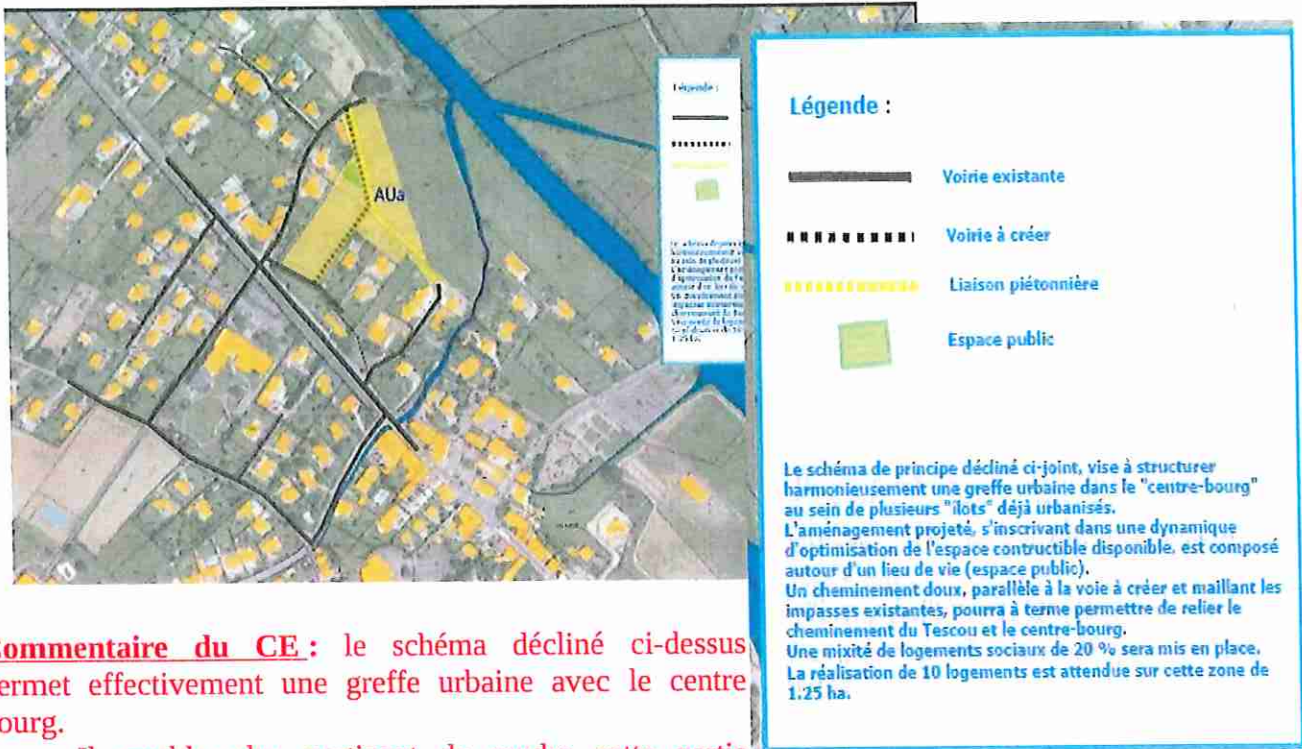 AUa
Légende :
Légende :
Voirie existante
Voirie à créer
Liaison piétonnière
Espace public
Le schéma de principe décliné ci-joint, vise à structurer
harmonieusement une greffe urbaine dans le "centre-bourg"
au sein de plusieurs "ilots" déjà urbanisés.
L'aménagement projeté, s'inscrivant dans une dynamique
d'optimisation de l'espace contructible disponible, est composé
autour d'un lieu de vie (espace public).
Un cheminement doux, parallèle à la voie à créer et maillant les
impasses existantes, pourra à terme permettre de relier le
cheminement du Tescou et le centre-bourg.
Une mixité de logements sociaux de 20 % sera mis en place.
La réalisation de 10 logements est attendue sur cette zone de
1,25 ha.
ommentaire du CE : le schéma décliné ci-dessus
ermet effectivement une greffe urbaine avec le centre
ourg.